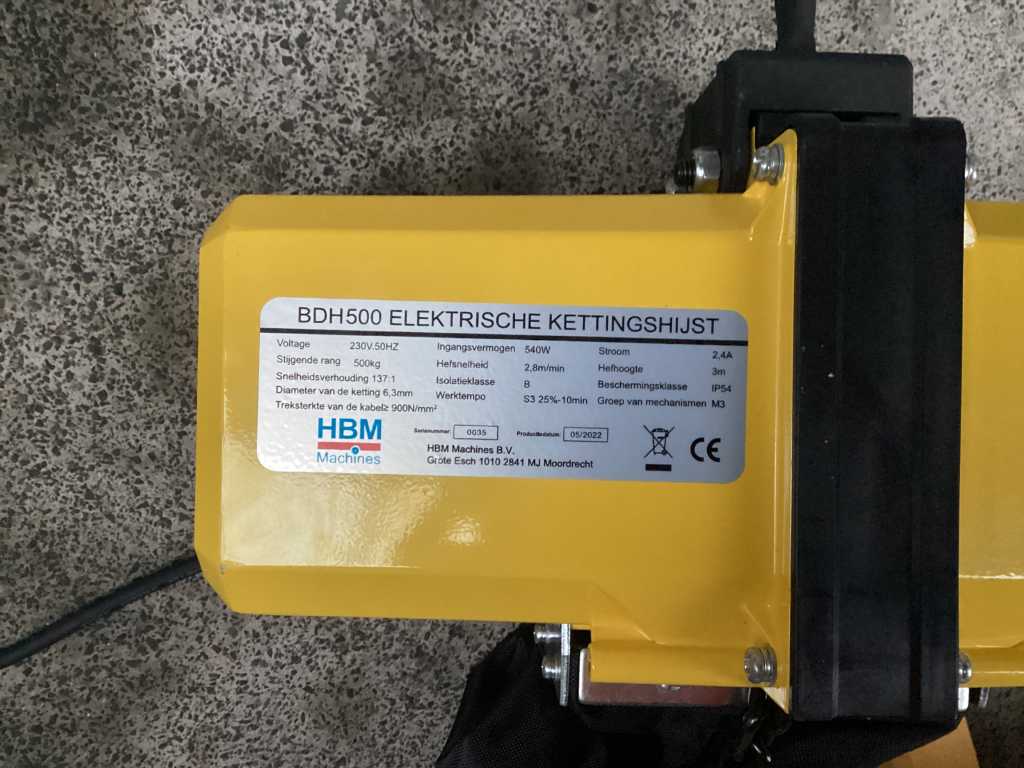 BDH500 ELEKTRISCHE KETTINGSHIJST
Voltage 230V.50HZ Ingangsvermogen 540W Stroom 2,4A
Stijgende rang 500kg Hefsnelheid 2,8m/min Hefhoogte 3m
Snelheidsverhouding 137:1 Isolatieklasse B Beschermingsklasse IP54
Diameter van de ketting 6,3mm Werktempo S3 25%-10min Groep van mechanismen M3
Treksterkte van de kabel≥ 900N/mm²
HBM Machines
Serienummer: 0035 Productiedatum: 05/2022
HBM Machines B.V.
Grote Esch 1010 2841 MJ Moordrecht
CE